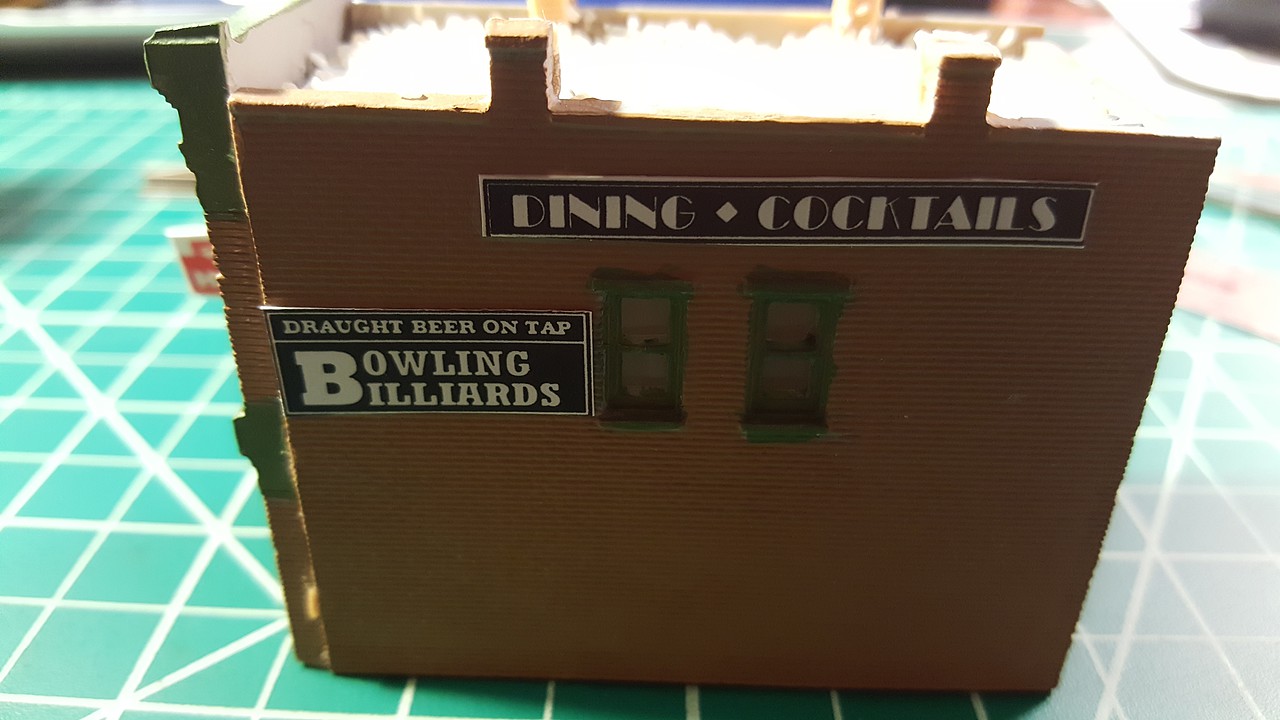 DINING ◆ COCKTAILS
DRAUGHT BEER ON TAP
BOWLING
BILLIARDS